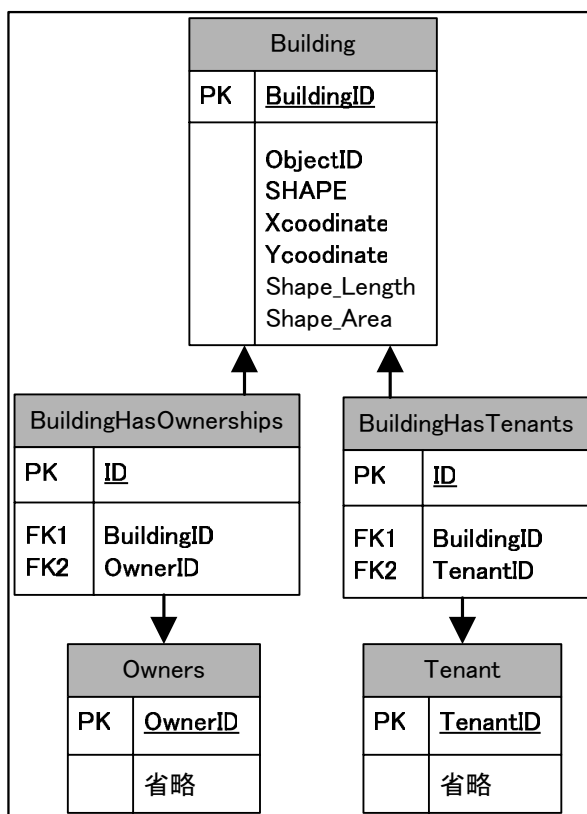 Building
PK BuildingID
ObjectID
SHAPE
Xcoodinate
Ycoodinate
Shape_Length
Shape_Area
BuildingHasOwnerships
PK ID
FK1 BuildingID
FK2 OwnerID
BuildingHasTenants
PK ID
FK1 BuildingID
FK2 TenantID
Owners
PK OwnerID
省略
Tenant
PK TenantID
省略